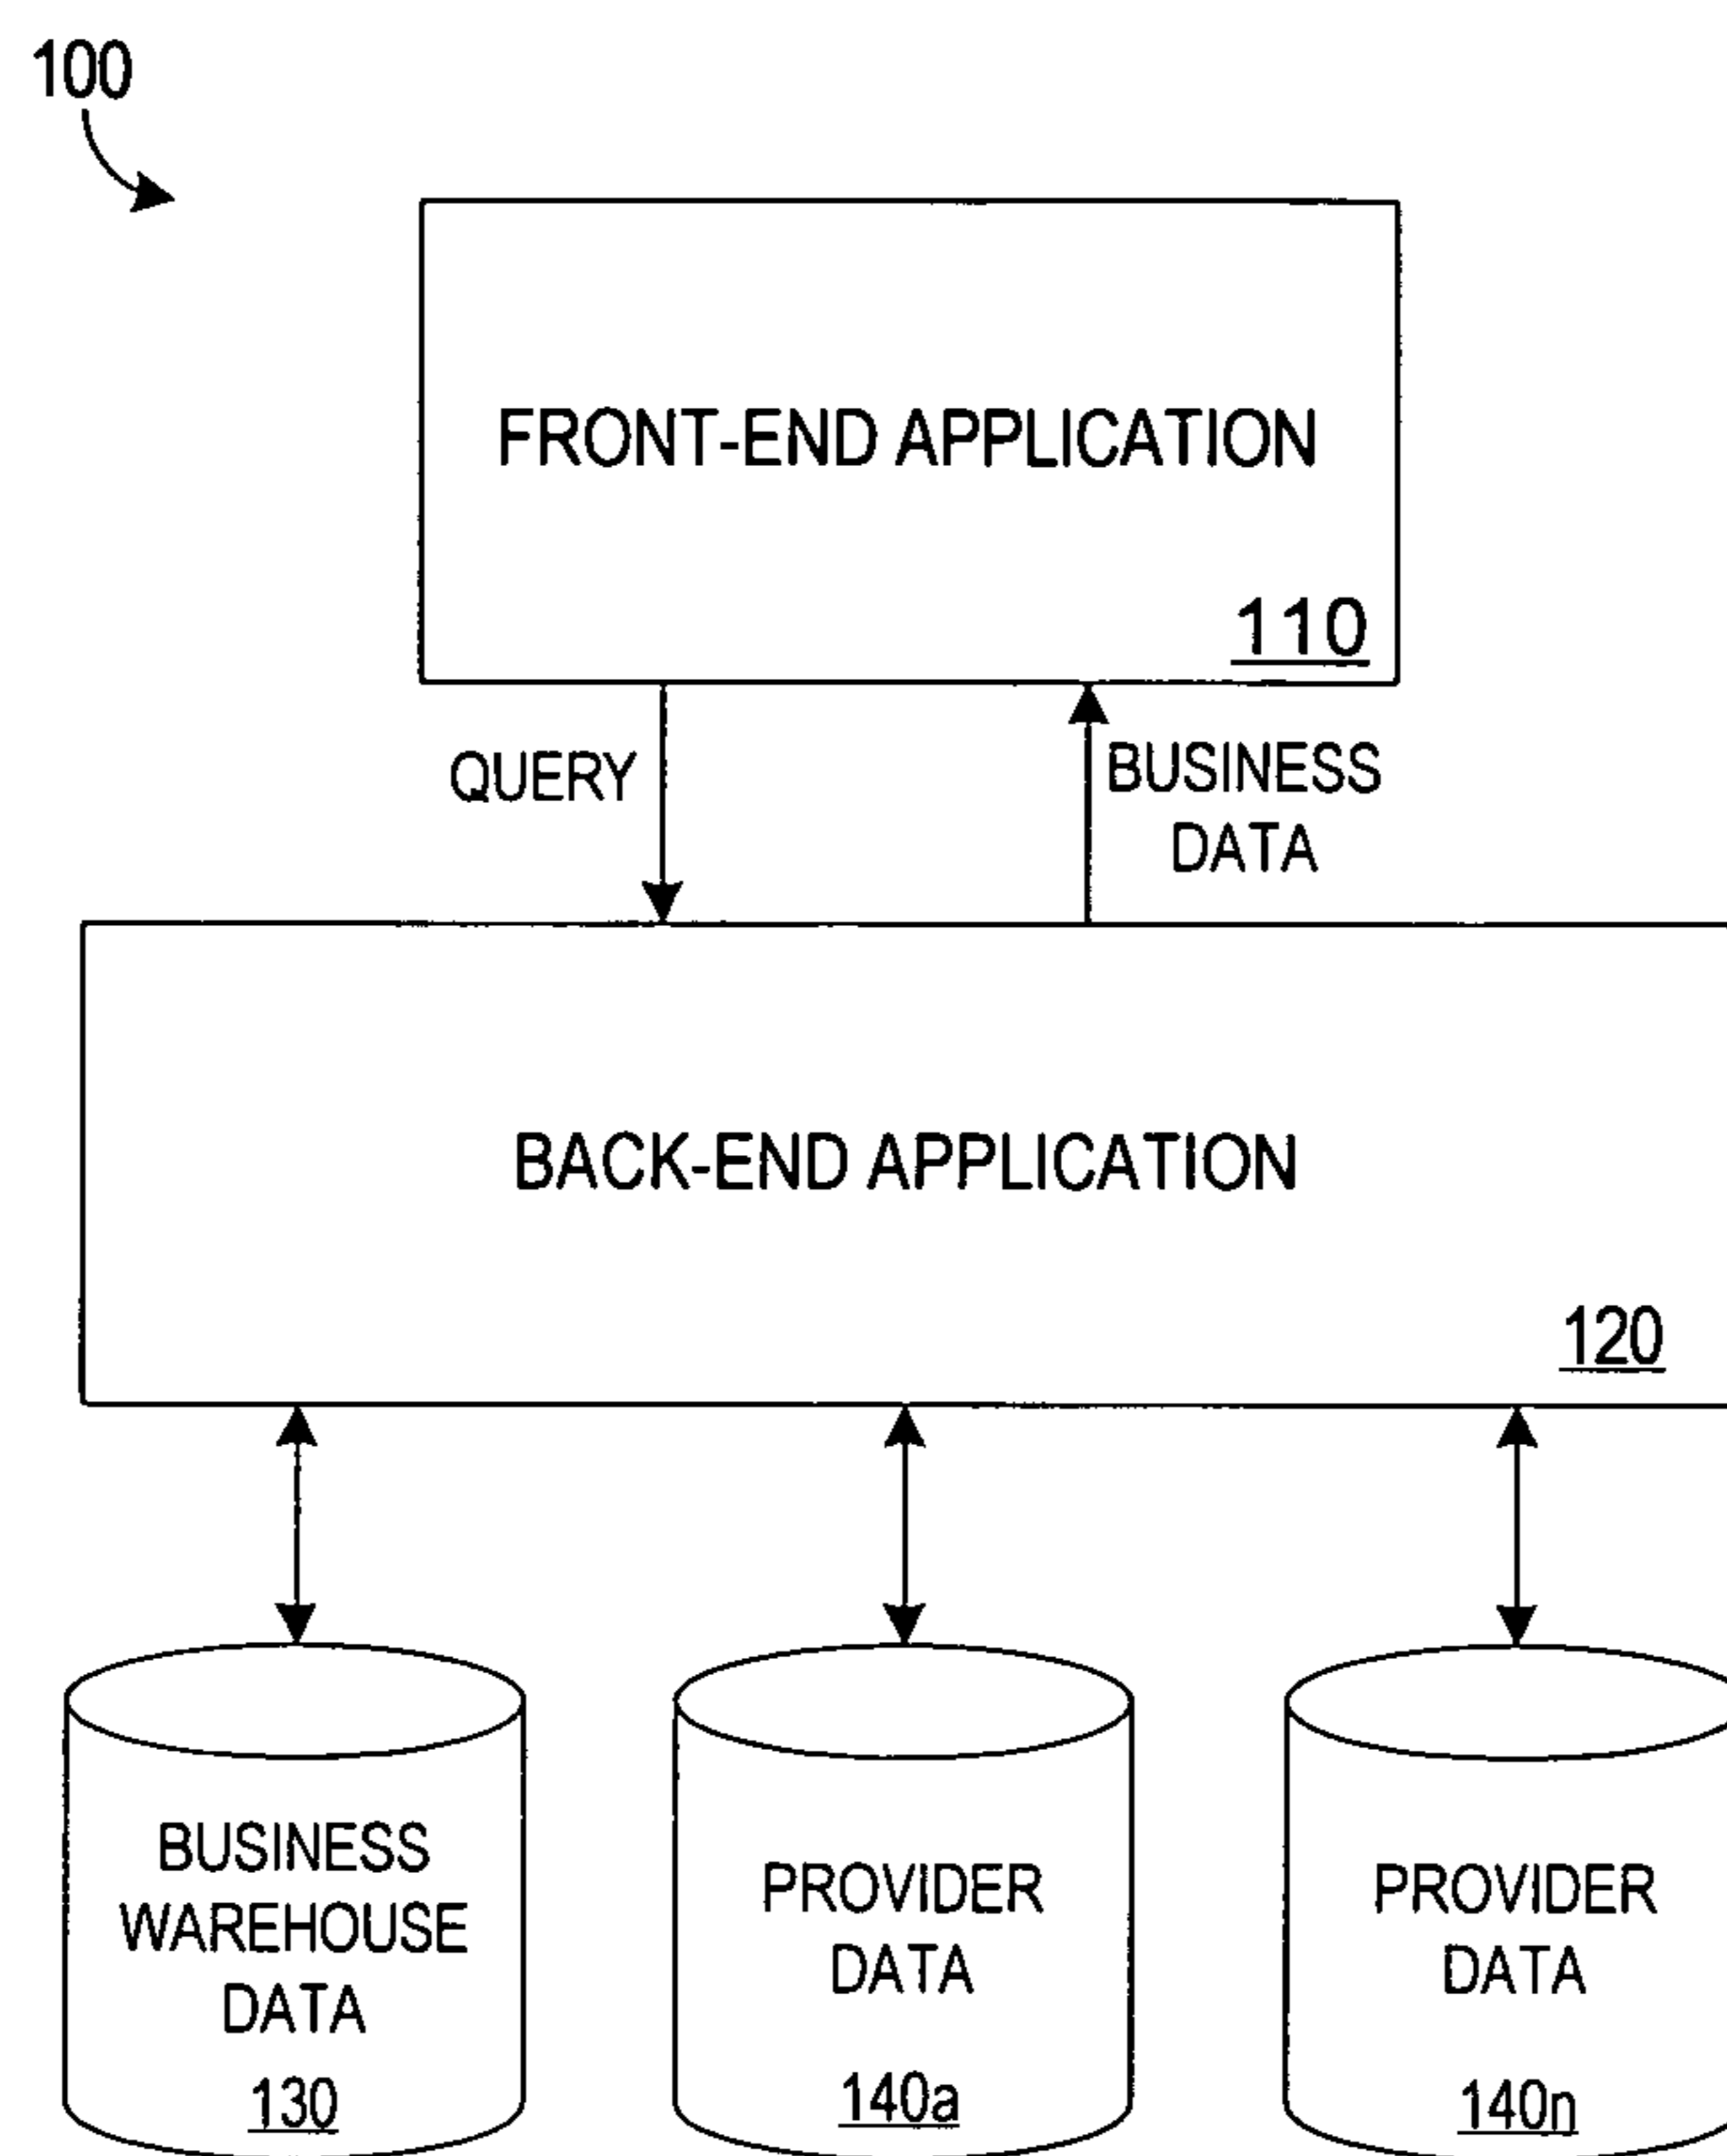 100
FRONT-END APPLICATION
110
QUERY
BUSINESS
DATA
BACK-END APPLICATION
120
BUSINESS
WAREHOUSE
DATA
130
PROVIDER
DATA
140a
PROVIDER
DATA
140n